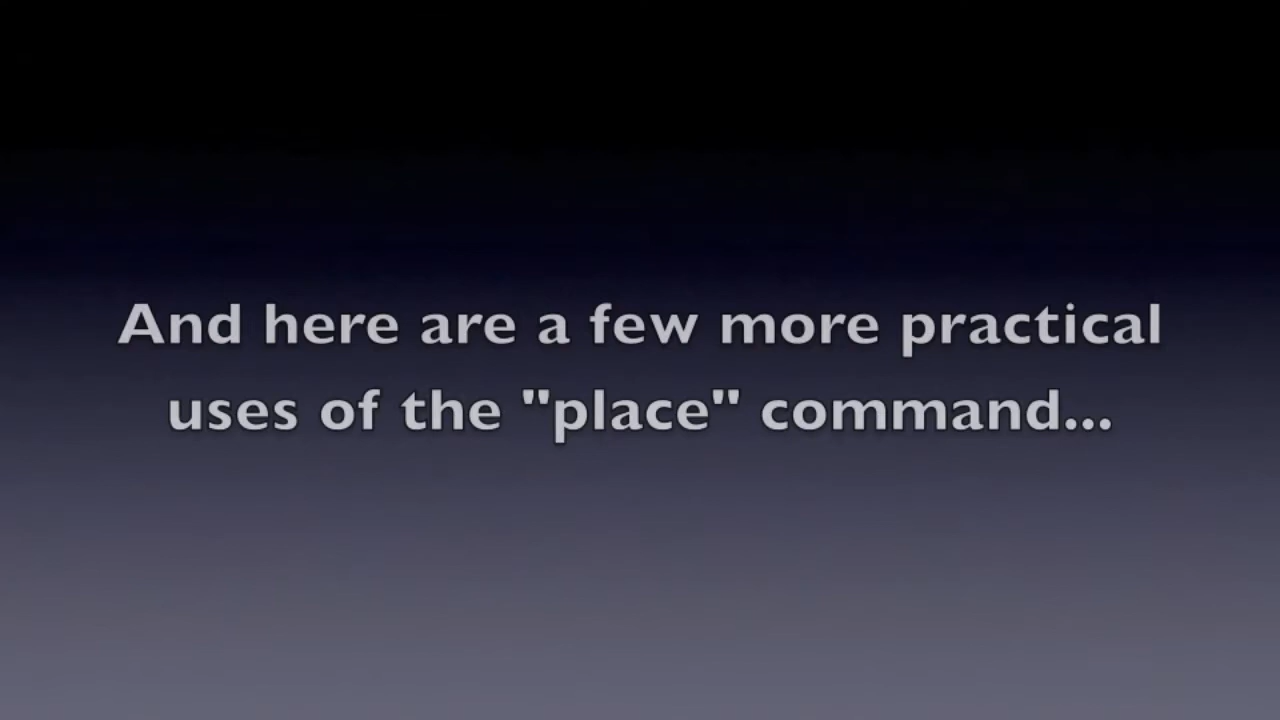 And here are a few more practical
uses of the "place" command...